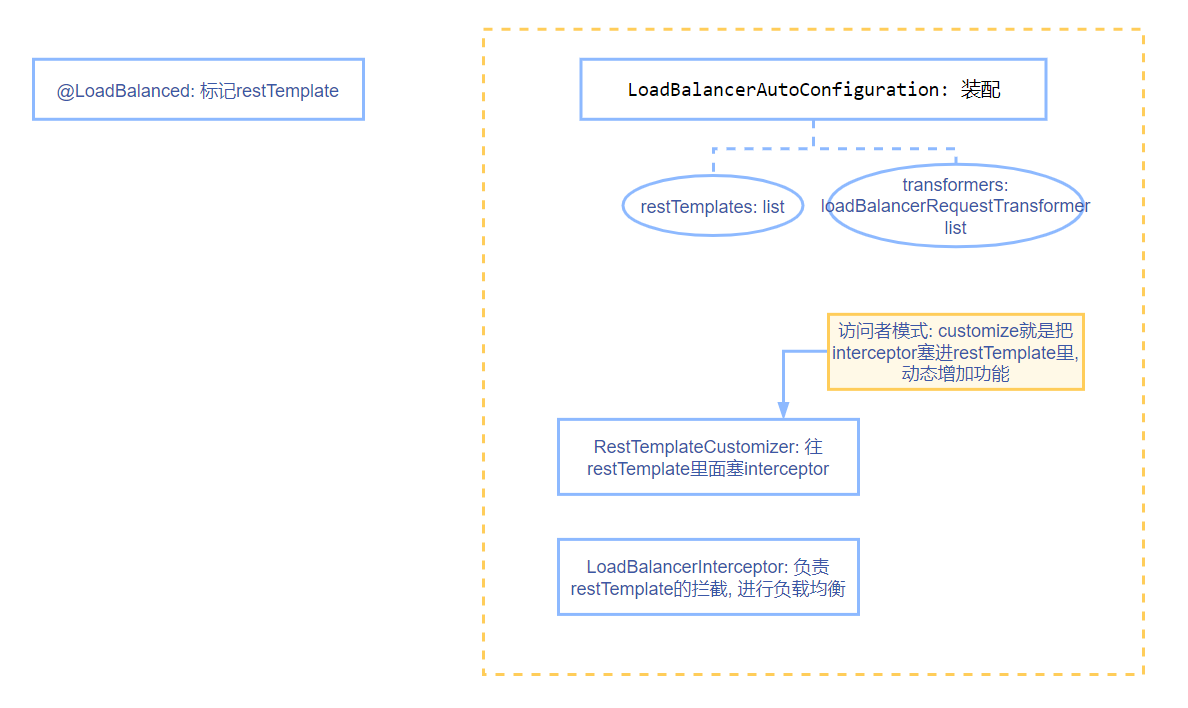 @LoadBalanced: 标记restTemplate
LoadBalancerAutoConfiguration: 装配
restTemplates: list
transformers:
loadBalancerRequestTransformer
list
访问者模式: customize就是把
interceptor塞进restTemplate里,
动态增加功能
RestTemplateCustomizer: 往
restTemplate里面塞interceptor
LoadBalancerInterceptor: 负责
restTemplate的拦截, 进行负载均衡